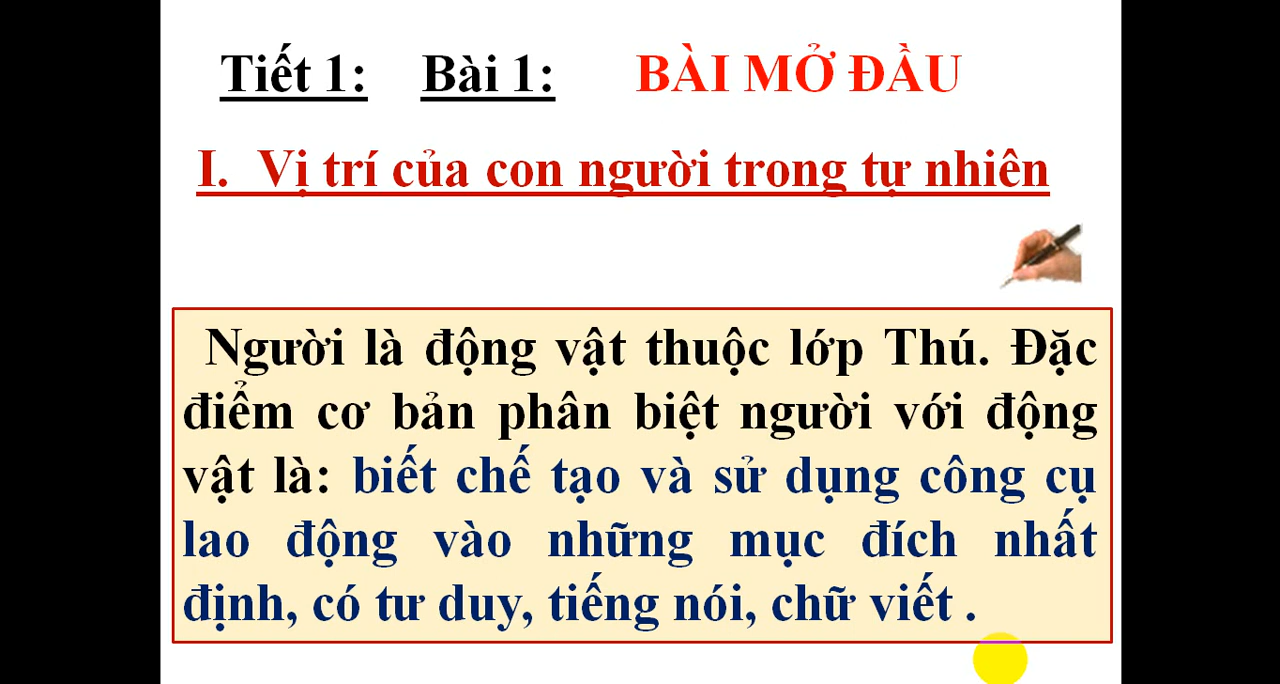 Tiết 1: Bài 1: BÀI MỞ ĐẦU
I. Vị trí của con người trong tự nhiên
Người là động vật thuộc lớp Thú. Đặc
điểm cơ bản phân biệt người với động
vật là: biết chế tạo và sử dụng công cụ
lao động vào những mục đích nhất
định, có tư duy, tiếng nói, chữ viết .